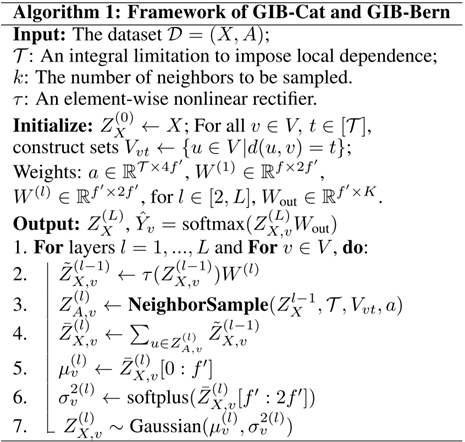 Algorithm 1: Framework of GIB-Cat and GIB-Bern
Input: The dataset $\mathcal{D} = (X, A)$;
$\mathcal{T}$: An integral limitation to impose local dependence;
$k$: The number of neighbors to be sampled.
$\tau$: An element-wise nonlinear rectifier.
Initialize: $Z_X^{(0)} \leftarrow X$; For all $v \in V$, $t \in [\mathcal{T}]$,
construct sets $V_{vt} \leftarrow \{u \in V | d(u, v) = t\}$;
Weights: $a \in \mathbb{R}^{\mathcal{T} \times 4f'}$, $W^{(1)} \in \mathbb{R}^{f \times 2f'}$,
$W^{(l)} \in \mathbb{R}^{f' \times 2f'}$, for $l \in [2, L]$, $W_{\text{out}} \in \mathbb{R}^{f' \times K}$.
Output: $Z_X^{(L)}$, $\hat{Y}_v = \text{softmax}(Z_{X,v}^{(L)} W_{\text{out}})$
1. For layers $l = 1, ..., L$ and For $v \in V$, do:
2. $\tilde{Z}_{X,v}^{(l-1)} \leftarrow \tau(Z_{X,v}^{(l-1)}) W^{(l)}$
3. $Z_{A,v}^{(l)} \leftarrow$ NeighborSample$(Z_X^{l-1}, \mathcal{T}, V_{vt}, a)$
4. $\bar{Z}_{X,v}^{(l)} \leftarrow \sum_{u \in Z_{A,v}^{(l)}} \tilde{Z}_{X,v}^{(l-1)}$
5. $\mu_v^{(l)} \leftarrow \bar{Z}_{X,v}^{(l)}[0 : f']$
6. $\sigma_v^{2(l)} \leftarrow \text{softplus}(\bar{Z}_{X,v}^{(l)}[f' : 2f'])$
7. $Z_{X,v}^{(l)} \sim \text{Gaussian}(\mu_v^{(l)}, \sigma_v^{2(l)})$